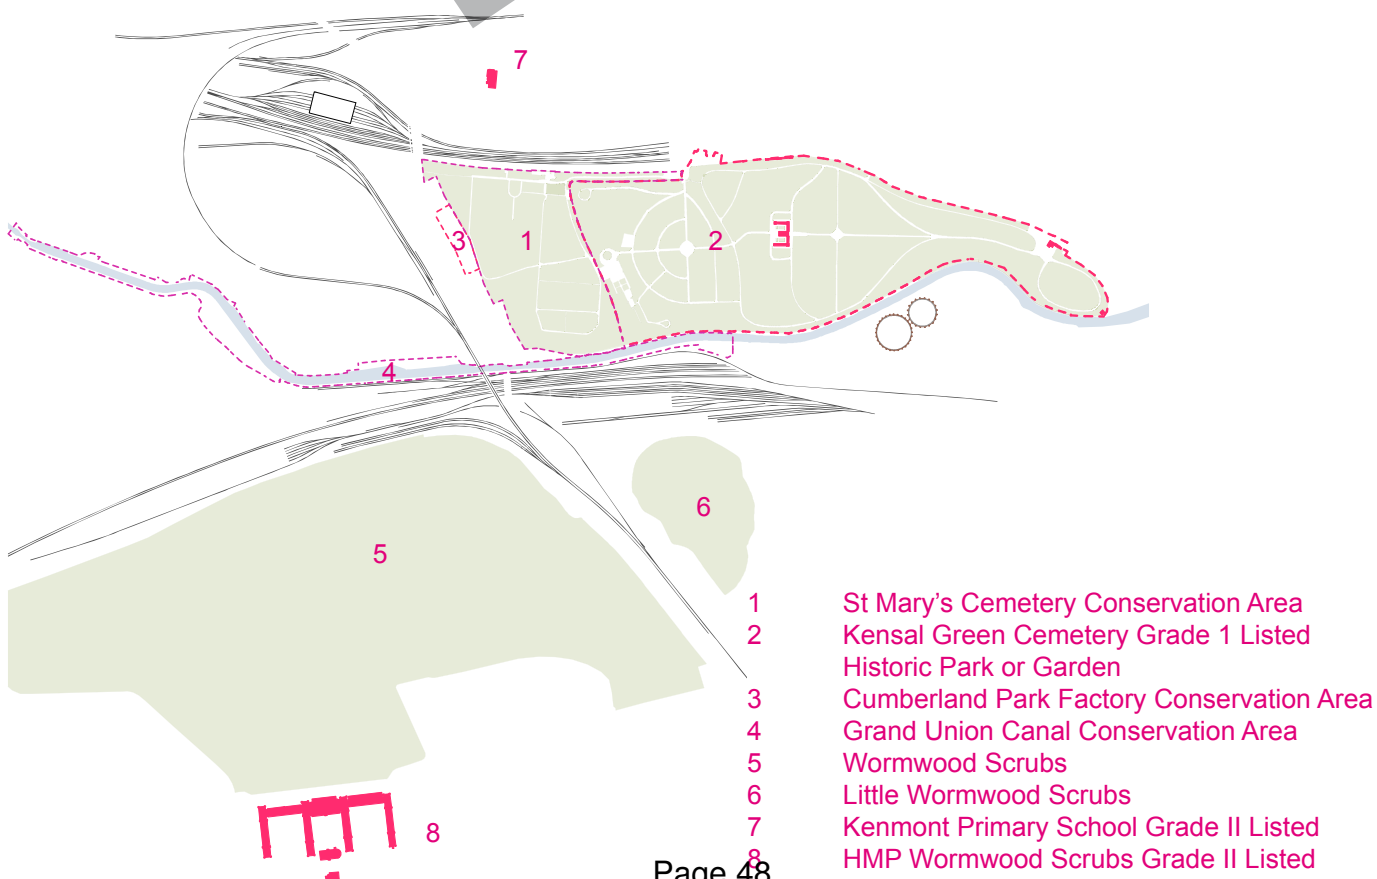 7
3
1
2
4
6
5
1 St Mary’s Cemetery Conservation Area
2 Kensal Green Cemetery Grade 1 Listed
Historic Park or Garden
3 Cumberland Park Factory Conservation Area
4 Grand Union Canal Conservation Area
5 Wormwood Scrubs
6 Little Wormwood Scrubs
7 Kenmont Primary School Grade II Listed
8 HMP Wormwood Scrubs Grade II Listed
8
Page 48